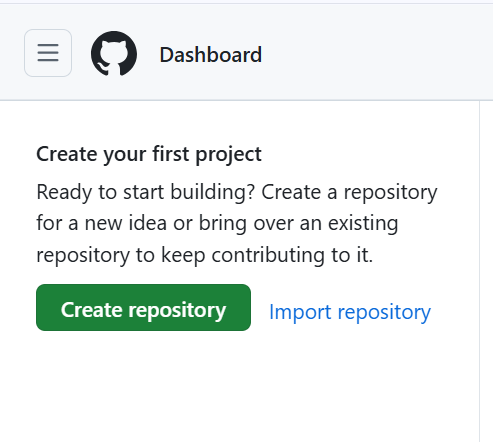 Dashboard
Create your first project
Ready to start building? Create a repository
for a new idea or bring over an existing
repository to keep contributing to it.
Create repository
Import repository